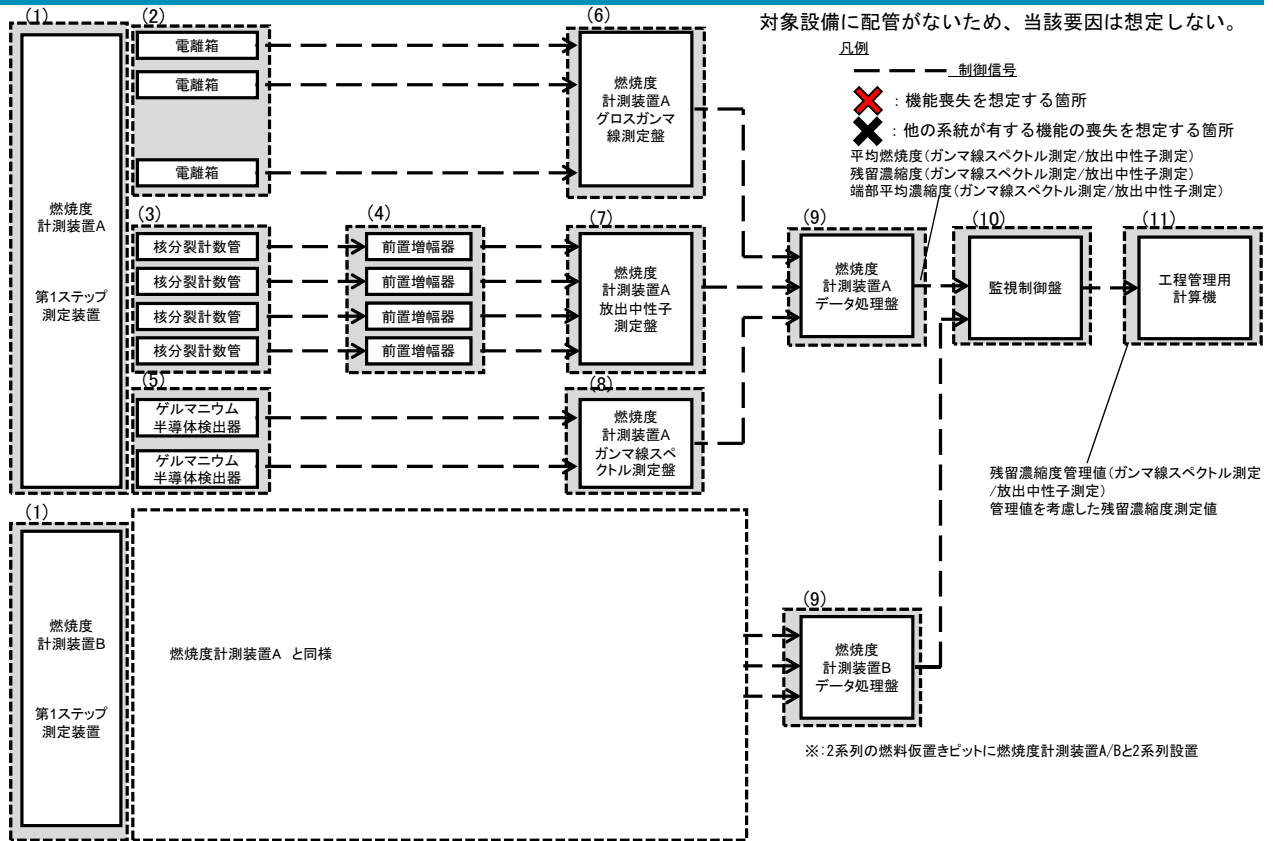 対象設備に配管がないため、当該要因は想定しない。
凡例
制御信号
：機能喪失を想定する箇所
：他の系統が有する機能の喪失を想定する箇所
平均燃焼度(ガンマ線スペクトル測定/放出中性子測定)
残留濃縮度(ガンマ線スペクトル測定/放出中性子測定)
端部平均濃縮度(ガンマ線スペクトル測定/放出中性子測定)
(1)
燃焼度
計測装置A
第1ステップ
測定装置
(2)
電離箱
電離箱
電離箱
(3)
核分裂計数管
核分裂計数管
核分裂計数管
核分裂計数管
(4)
前置増幅器
前置増幅器
前置増幅器
前置増幅器
(5)
ゲルマニウム
半導体検出器
ゲルマニウム
半導体検出器
(6)
燃焼度
計測装置A
グロスガンマ
線測定盤
(7)
燃焼度
計測装置A
放出中性子
測定盤
(8)
燃焼度
計測装置A
ガンマ線スペ
クトル測定盤
(9)
燃焼度
計測装置A
データ処理盤
(10)
監視制御盤
(11)
工程管理用
計算機
残留濃縮度管理値(ガンマ線スペクトル測定
/放出中性子測定)
管理値を考慮した残留濃縮度測定値
(1)
燃焼度
計測装置B
第1ステップ
測定装置
燃焼度計測装置A と同様
(9)
燃焼度
計測装置B
データ処理盤
※：2系列の燃料仮置きピットに燃焼度計測装置A/Bと2系列設置